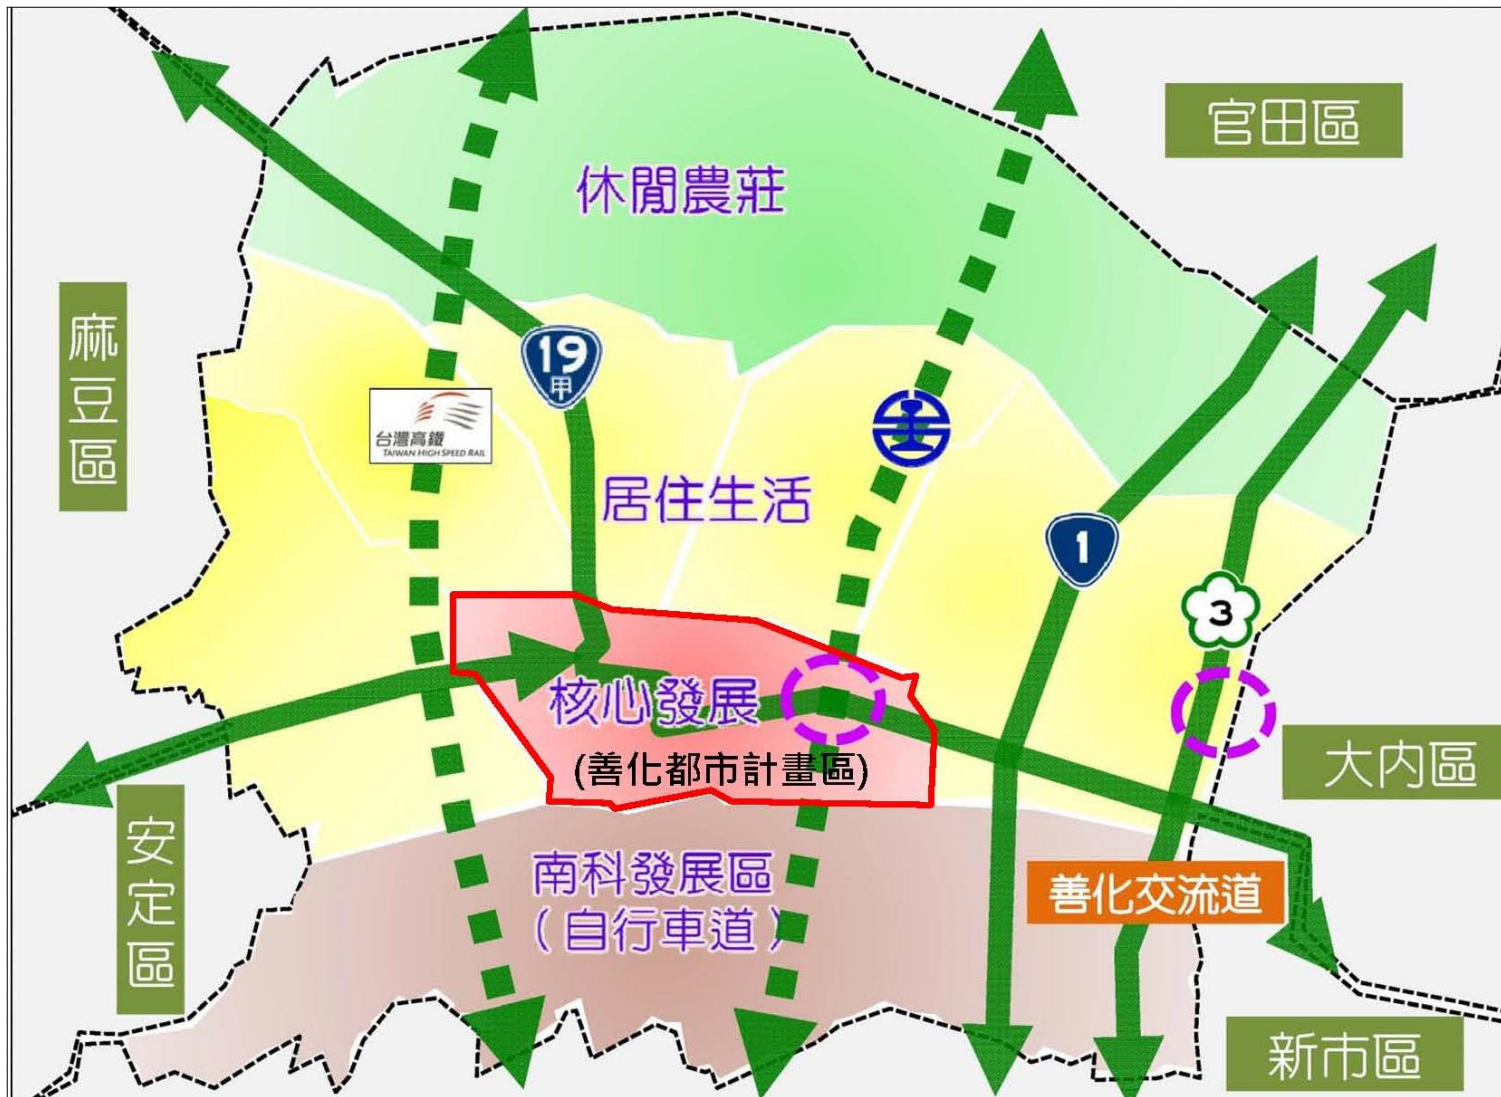 官田區
休閒農莊
麻豆區
19
甲
台灣高鐵
TAIWAN HIGH SPEED RAIL
居住生活
1
3
核心發展
(善化都市計畫區)
大内區
安定區
南科發展區
(自行車道)
善化交流道
新市區